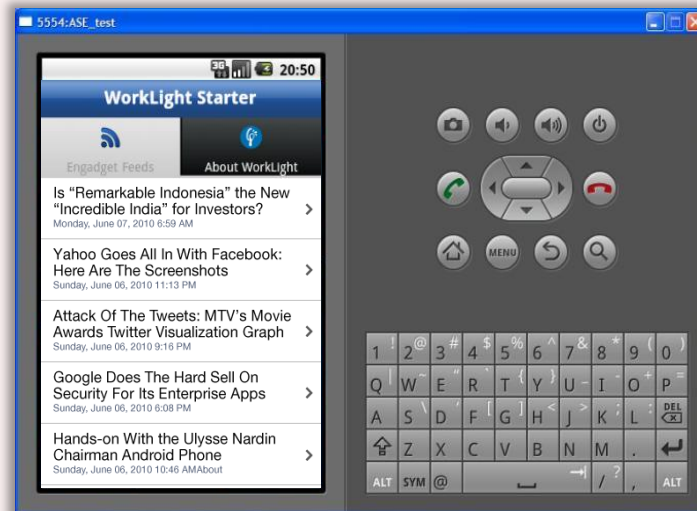 5554:ASE_test
3G 20:50
WorkLight Starter
Engadget Feeds About WorkLight
Is “Remarkable Indonesia” the New
“Incredible India” for Investors?
Monday, June 07, 2010 6:59 AM
Yahoo Goes All In With Facebook:
Here Are The Screenshots
Sunday, June 06, 2010 11:13 PM
Attack Of The Tweets: MTV’s Movie
Awards Twitter Visualization Graph
Sunday, June 06, 2010 9:16 PM
Google Does The Hard Sell On
Security For Its Enterprise Apps
Sunday, June 06, 2010 6:08 PM
Hands-on With the Ulysse Nardin
Chairman Android Phone
Sunday, June 06, 2010 10:46 AMAbout
MENU
1 ! 2 @ 3 # 4 $ 5 % 6 ^ 7 & 8 * 9 ( 0 )
Q | W ~ E " R ` T { Y } U _ I - O + P =
A S \ D ' F [ G ] H < J > K ; L : DEL
Z X C V B N M .
ALT SYM @ / ? , ALT